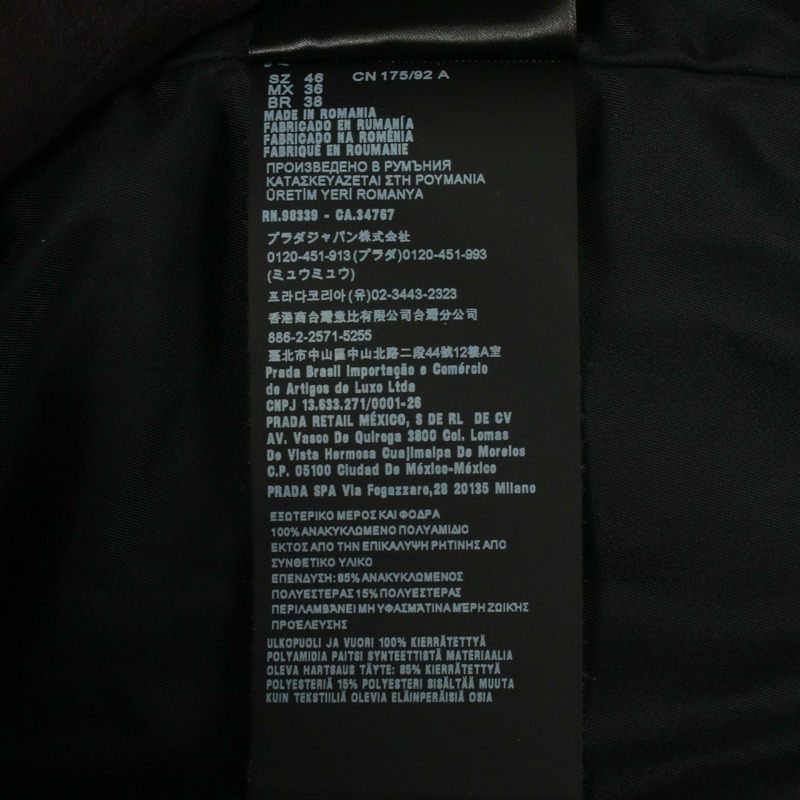 SZ 46 CN 175/92 A
MX 36
BR 38
MADE IN ROMANIA
FABRICADO EN RUMANÍA
FABRICADO NA ROMÊNIA
FABRIQUÉ EN ROUMANIE
ПРОИЗВЕДЕНО В РУМЪНИЯ
ΚΑΤΑΣΚΕΥΑΖΕΤΑΙ ΣΤΗ ΡΟΥΜΑΝΙΑ
ÜRETİM YERİ ROMANYA
RN.98339 - CA.34767
プラダジャパン株式会社
0120-451-913(プラダ)0120-451-993
(ミュウミュウ)
프라다코리아(유)02-3443-2323
香港商台灣意比有限公司台灣分公司
886-2-2571-5255
臺北市中山區中山北路二段44號12樓A室
Prada Brasil Importação e Comércio
de Artigos de Luxo Ltda
CNPJ 13.633.271/0001-26
PRADA RETAIL MÉXICO, S DE RL DE CV
AV. Vasco De Quiroga 3800 Col. Lomas
De Vista Hermosa Cuajimalpa De Morelos
C.P. 05100 Ciudad De México-México
PRADA SPA Via Fogazzaro,28 20135 Milano
ΕΞΩΤΕΡΙΚΟ ΜΕΡΟΣ ΚΑΙ ΦΟΔΡΑ
100% ΑΝΑΚΥΚΛΩΜΕΝΟ ΠΟΛΥΑΜΙΔΙΟ
ΕΚΤΟΣ ΑΠΟ ΤΗΝ ΕΠΙΚΑΛΥΨΗ ΡΗΤΙΝΗΣ ΑΠΟ
ΣΥΝΘΕΤΙΚΟ ΥΛΙΚΟ
ΕΠΕΝΔΥΣΗ: 85% ΑΝΑΚΥΚΛΩΜΕΝΟΣ
ΠΟΛΥΕΣΤΕΡΑΣ 15% ΠΟΛΥΕΣΤΕΡΑΣ
ΠΕΡΙΛΑΜΒΑΝΕΙ ΜΗ ΥΦΑΣΜΑΤΙΝΑ ΜΕΡΗ ΖΩΙΚΗΣ
ΠΡΟΕΛΕΥΣΗΣ
ULKOPUOLI JA VUORI 100% KIERRÄTETTYÄ
POLYAMIDIA PAITSI SYNTEETTISTÄ MATERIAALIA
OLEVA HARTSAUS TÄYTE: 85% KIERRÄTETTYÄ
POLYESTERIÄ 15% POLYESTERI SISÄLTÄÄ MUUTA
KUIN TEKSTIILIÄ OLEVIA ELÄINPERÄISIÄ OSIA